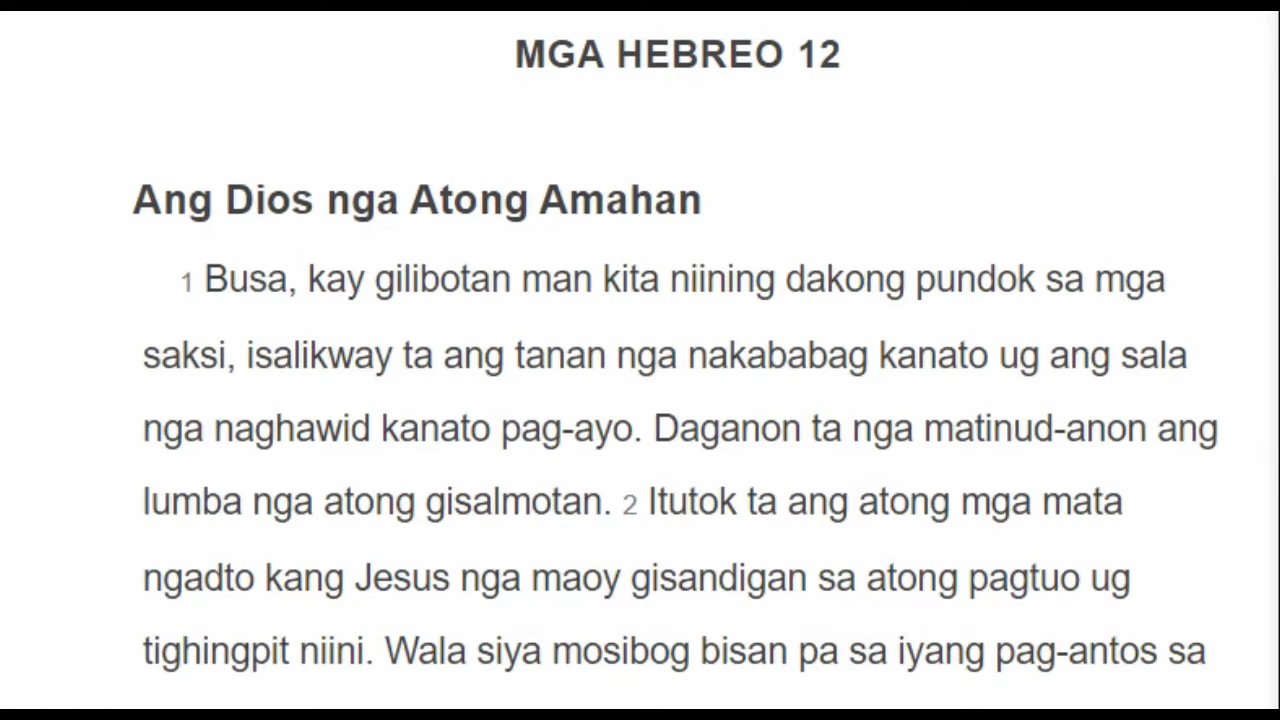 MGA HEBREO 12
Ang Dios nga Atong Amahan
1 Busa, kay gilibotan man kita niining dakong pundok sa mga
saksi, isalikway ta ang tanan nga nakababag kanato ug ang sala
nga naghawid kanato pag-ayo. Daganon ta nga matinud-anon ang
lumba nga atong gisalmotan. 2 Itutok ta ang atong mga mata
ngadto kang Jesus nga maoy gisandigan sa atong pagtuo ug
tighingpit niini. Wala siya mosibog bisan pa sa iyang pag-antos sa